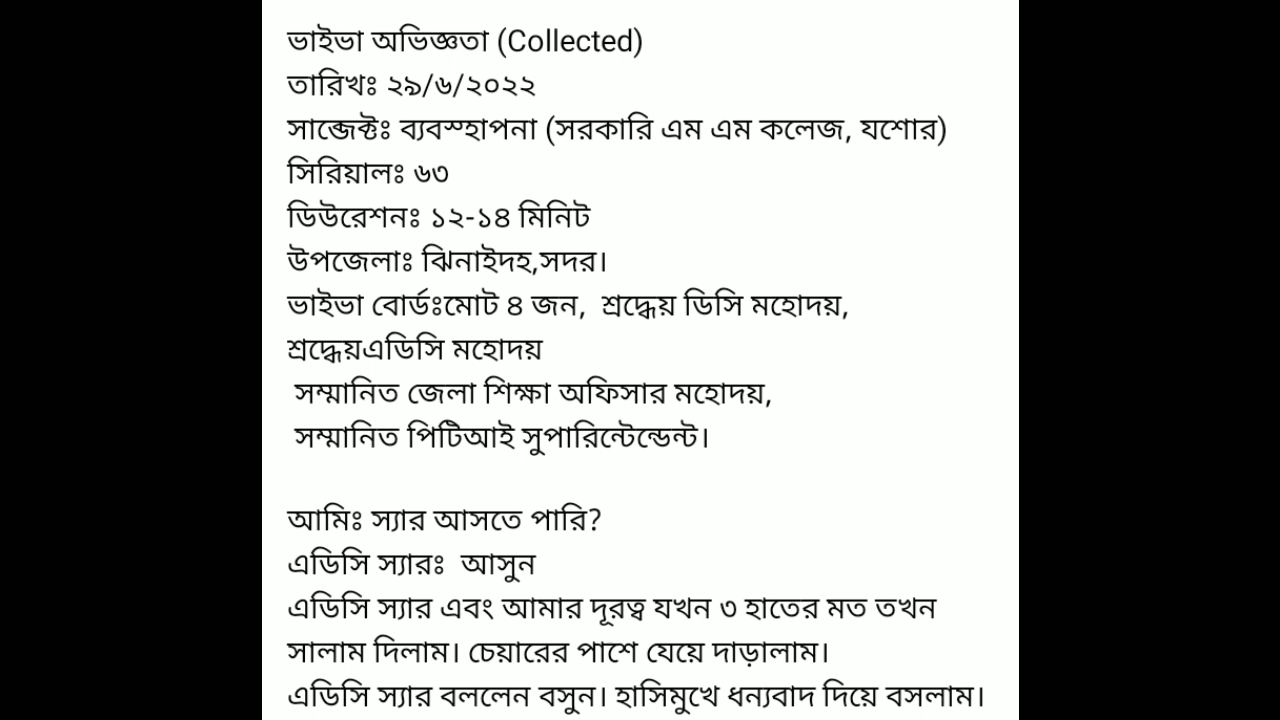 ভাইভা অভিজ্ঞতা (Collected)
তারিখঃ ২৯/৬/২০২২
সাব্জেক্টঃ ব্যবস্হাপনা (সরকারি এম এম কলেজ, যশোর)
সিরিয়ালঃ ৬৩
ডিউরেশনঃ ১২-১৪ মিনিট
উপজেলাঃ ঝিনাইদহ,সদর।
ভাইভা বোর্ডঃমোট ৪ জন, শ্রদ্ধেয় ডিসি মহোদয়,
শ্রদ্ধেয়এডিসি মহোদয়
সম্মানিত জেলা শিক্ষা অফিসার মহোদয়,
সম্মানিত পিটিআই সুপারিন্টেন্ডেন্ট।
আমিঃ স্যার আসতে পারি?
এডিসি স্যারঃ আসুন
এডিসি স্যার এবং আমার দূরত্ব যখন ৩ হাতের মত তখন
সালাম দিলাম। চেয়ারের পাশে যেয়ে দাড়ালাম।
এডিসি স্যার বললেন বসুন। হাসিমুখে ধন্যবাদ দিয়ে বসলাম।